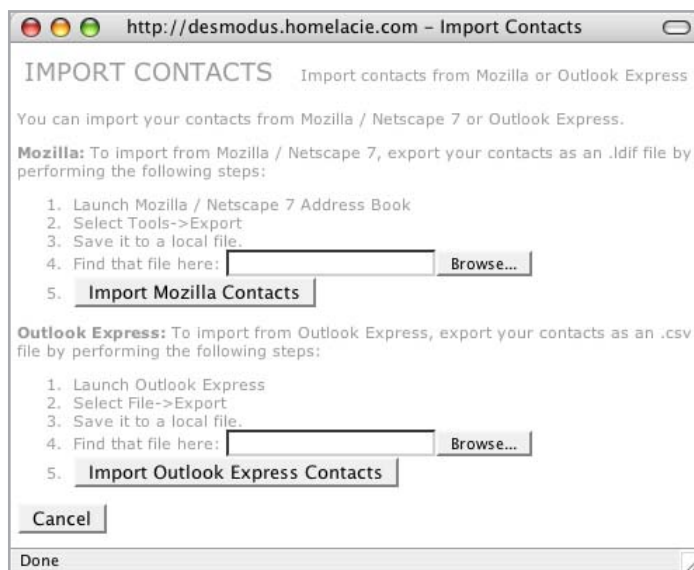 http://desmodus.homelacie.com – Import Contacts
IMPORT CONTACTS Import contacts from Mozilla or Outlook Express
You can import your contacts from Mozilla / Netscape 7 or Outlook Express.
Mozilla: To import from Mozilla / Netscape 7, export your contacts as an .ldif file by
performing the following steps:
1. Launch Mozilla / Netscape 7 Address Book
2. Select Tools->Export
3. Save it to a local file.
4. Find that file here: Browse...
5. Import Mozilla Contacts
Outlook Express: To import from Outlook Express, export your contacts as an .csv
file by performing the following steps:
1. Launch Outlook Express
2. Select File->Export
3. Save it to a local file.
4. Find that file here: Browse...
5. Import Outlook Express Contacts
Cancel
Done